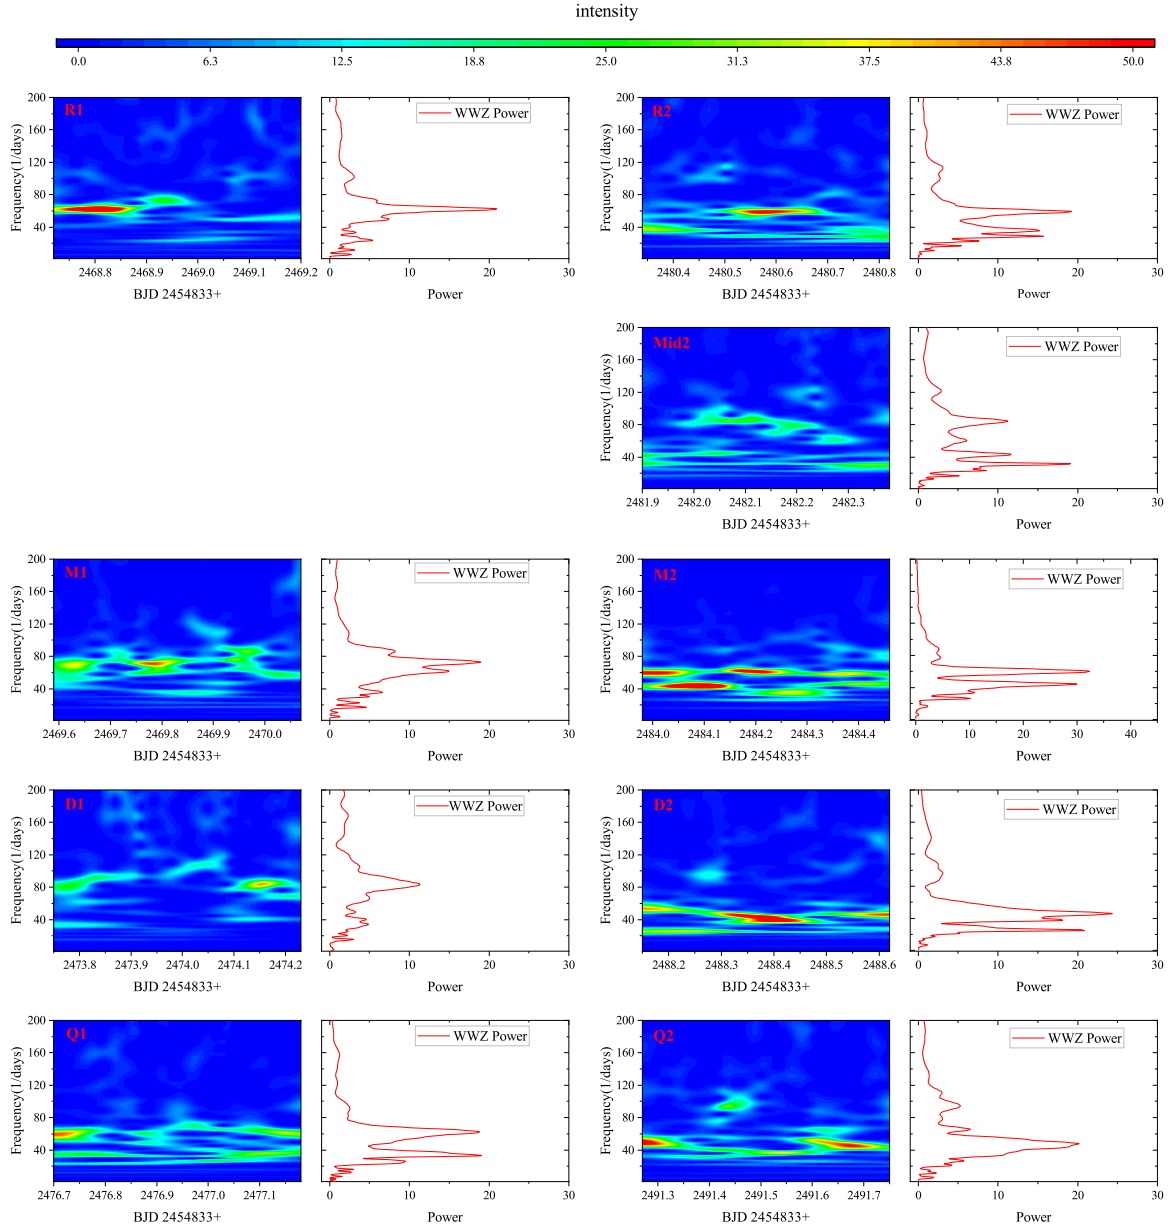 intensity
0.0 6.3 12.5 18.8 25.0 31.3 37.5 43.8 50.0
R1
Frequency(1/days)
200
160
120
80
40
2468.8 2468.9 2469.0 2469.1 2469.2
BJD 2454833+
WWZ Power
0 10 20 30
Power
R2
Frequency(1/days)
200
160
120
80
40
2480.4 2480.5 2480.6 2480.7 2480.8
BJD 2454833+
WWZ Power
0 10 20 30
Power
Mid2
Frequency(1/days)
200
160
120
80
40
2481.9 2482.0 2482.1 2482.2 2482.3
BJD 2454833+
WWZ Power
0 10 20 30
Power
M1
Frequency(1/days)
200
160
120
80
40
2469.6 2469.7 2469.8 2469.9 2470.0
BJD 2454833+
WWZ Power
0 10 20 30
Power
M2
Frequency(1/days)
200
160
120
80
40
2484.0 2484.1 2484.2 2484.3 2484.4
BJD 2454833+
WWZ Power
0 10 20 30 40
Power
D1
Frequency(1/days)
200
160
120
80
40
2473.8 2473.9 2474.0 2474.1 2474.2
BJD 2454833+
WWZ Power
0 10 20 30
Power
D2
Frequency(1/days)
200
160
120
80
40
2488.2 2488.3 2488.4 2488.5 2488.6
BJD 2454833+
WWZ Power
0 10 20 30
Power
Q1
Frequency(1/days)
200
160
120
80
40
2476.7 2476.8 2476.9 2477.0 2477.1
BJD 2454833+
WWZ Power
0 10 20 30
Power
Q2
Frequency(1/days)
200
160
120
80
40
2491.3 2491.4 2491.5 2491.6 2491.7
BJD 2454833+
WWZ Power
0 10 20 30
Power